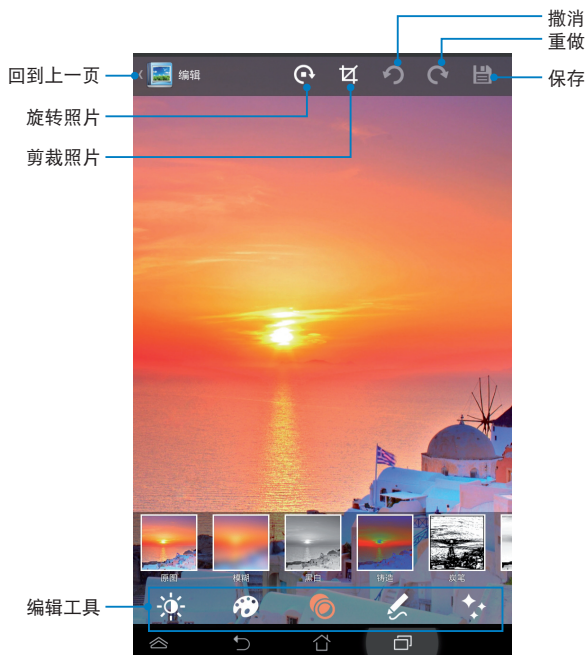 撤消
重做
回到上一页
编辑
保存
旋转照片
剪裁照片
原图
模糊
黑白
铸造
炭笔
编辑工具